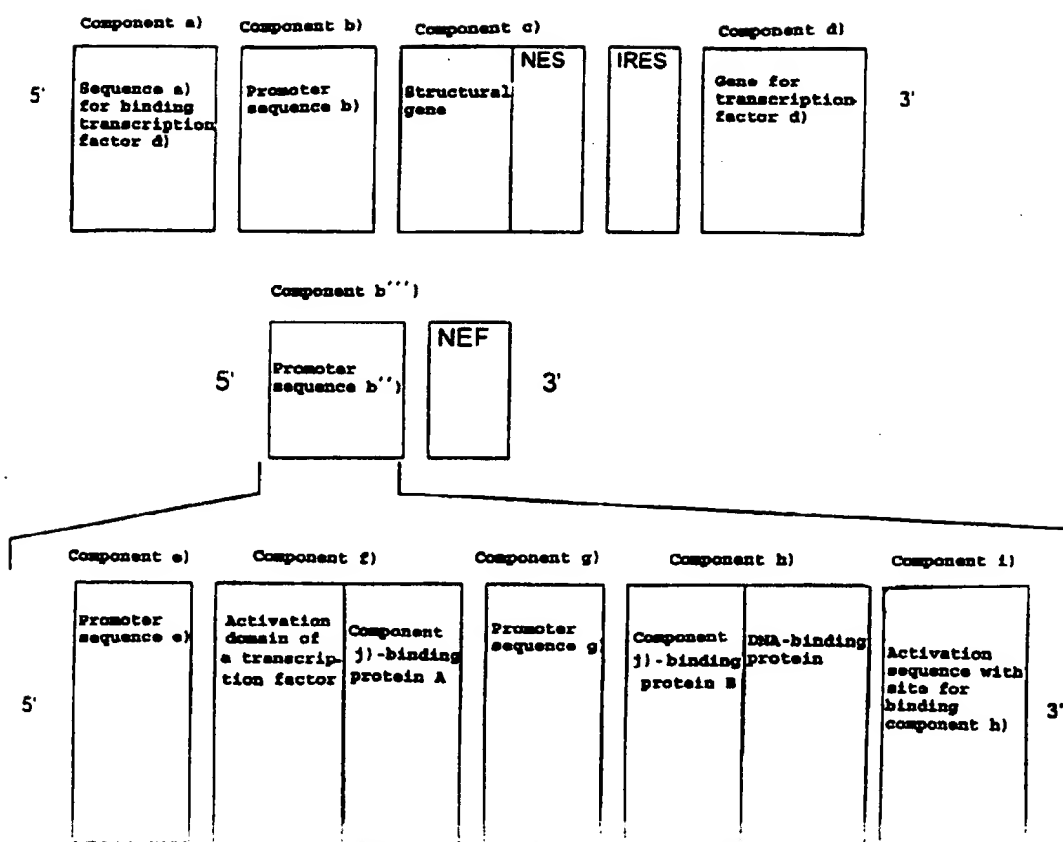 Component a)
Component b)
Component c)
Component d)
5'
Sequence a)
for binding
transcription
factor d)
Promoter
sequence b)
Structural
gene
NES
IRES
Gene for
transcription
factor d)
3'
Component b''')
5'
Promoter
sequence b'')
NEF
3'
Component e)
Component f)
Component g)
Component h)
Component i)
5'
Promoter
sequence e)
Activation
domain of
a transcrip-
tion factor
Component
j)-binding
protein A
Promoter
sequence g)
Component
j)-binding
protein B
DNA-binding
protein
Activation
sequence with
site for
binding
component h)
3'